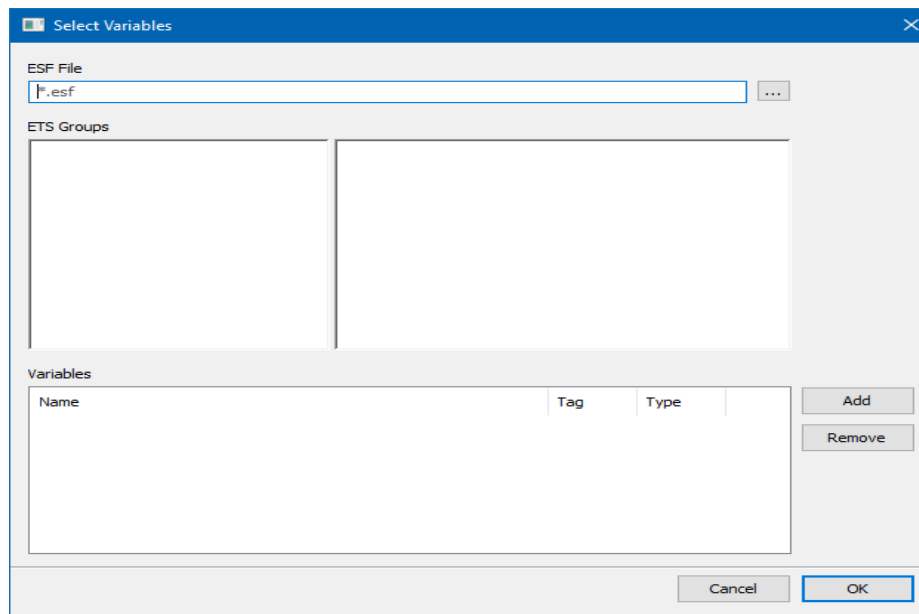 Select Variables
ESF File
*.esf
...
ETS Groups
Variables
Name Tag Type
Add
Remove
Cancel OK